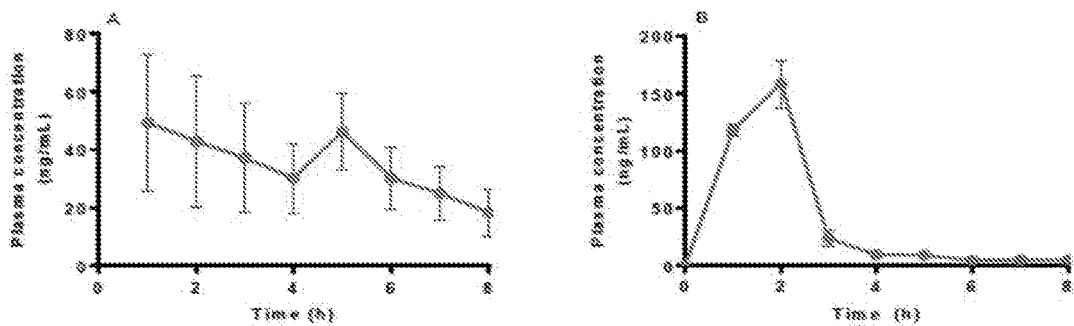 A
80
60
40
20
0
Plasma concentration
(ng/mL)
0 2 4 6 8
Time (h)
B
200
150
100
50
0
Plasma concentration
(ng/mL)
0 2 4 6 8
Time (h)